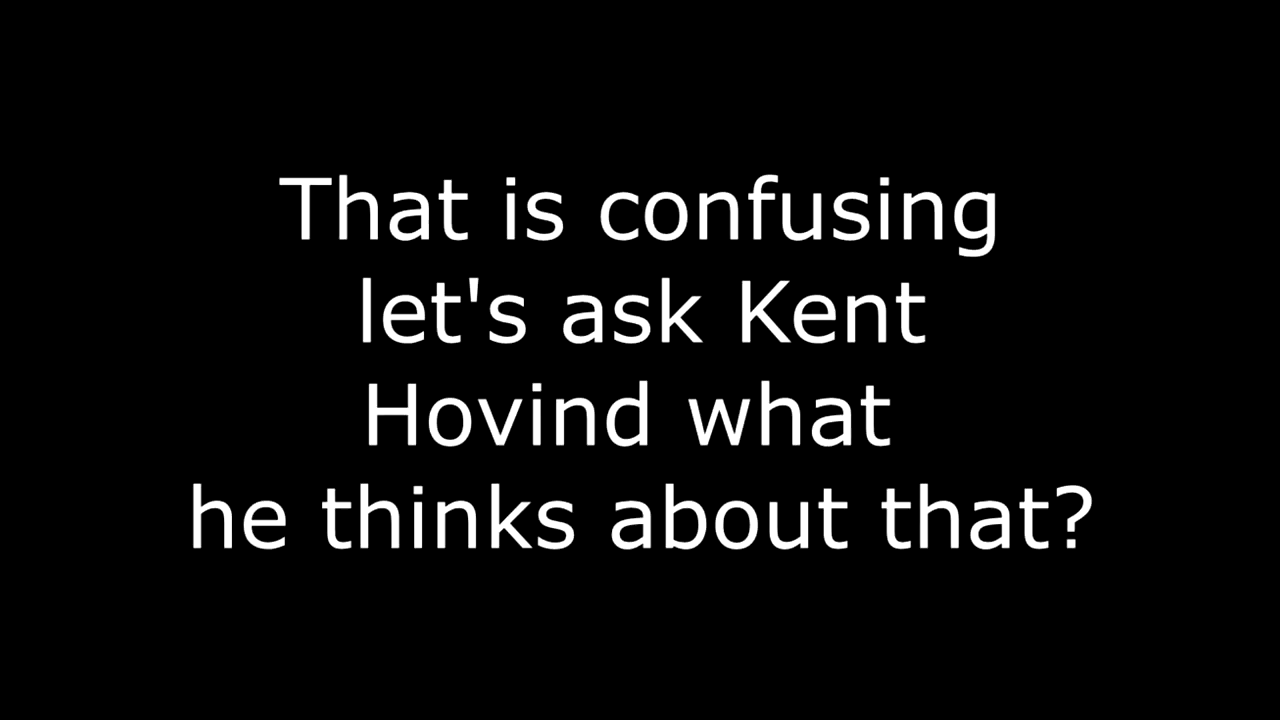 That is confusing
let's ask Kent
Hovind what
he thinks about that?